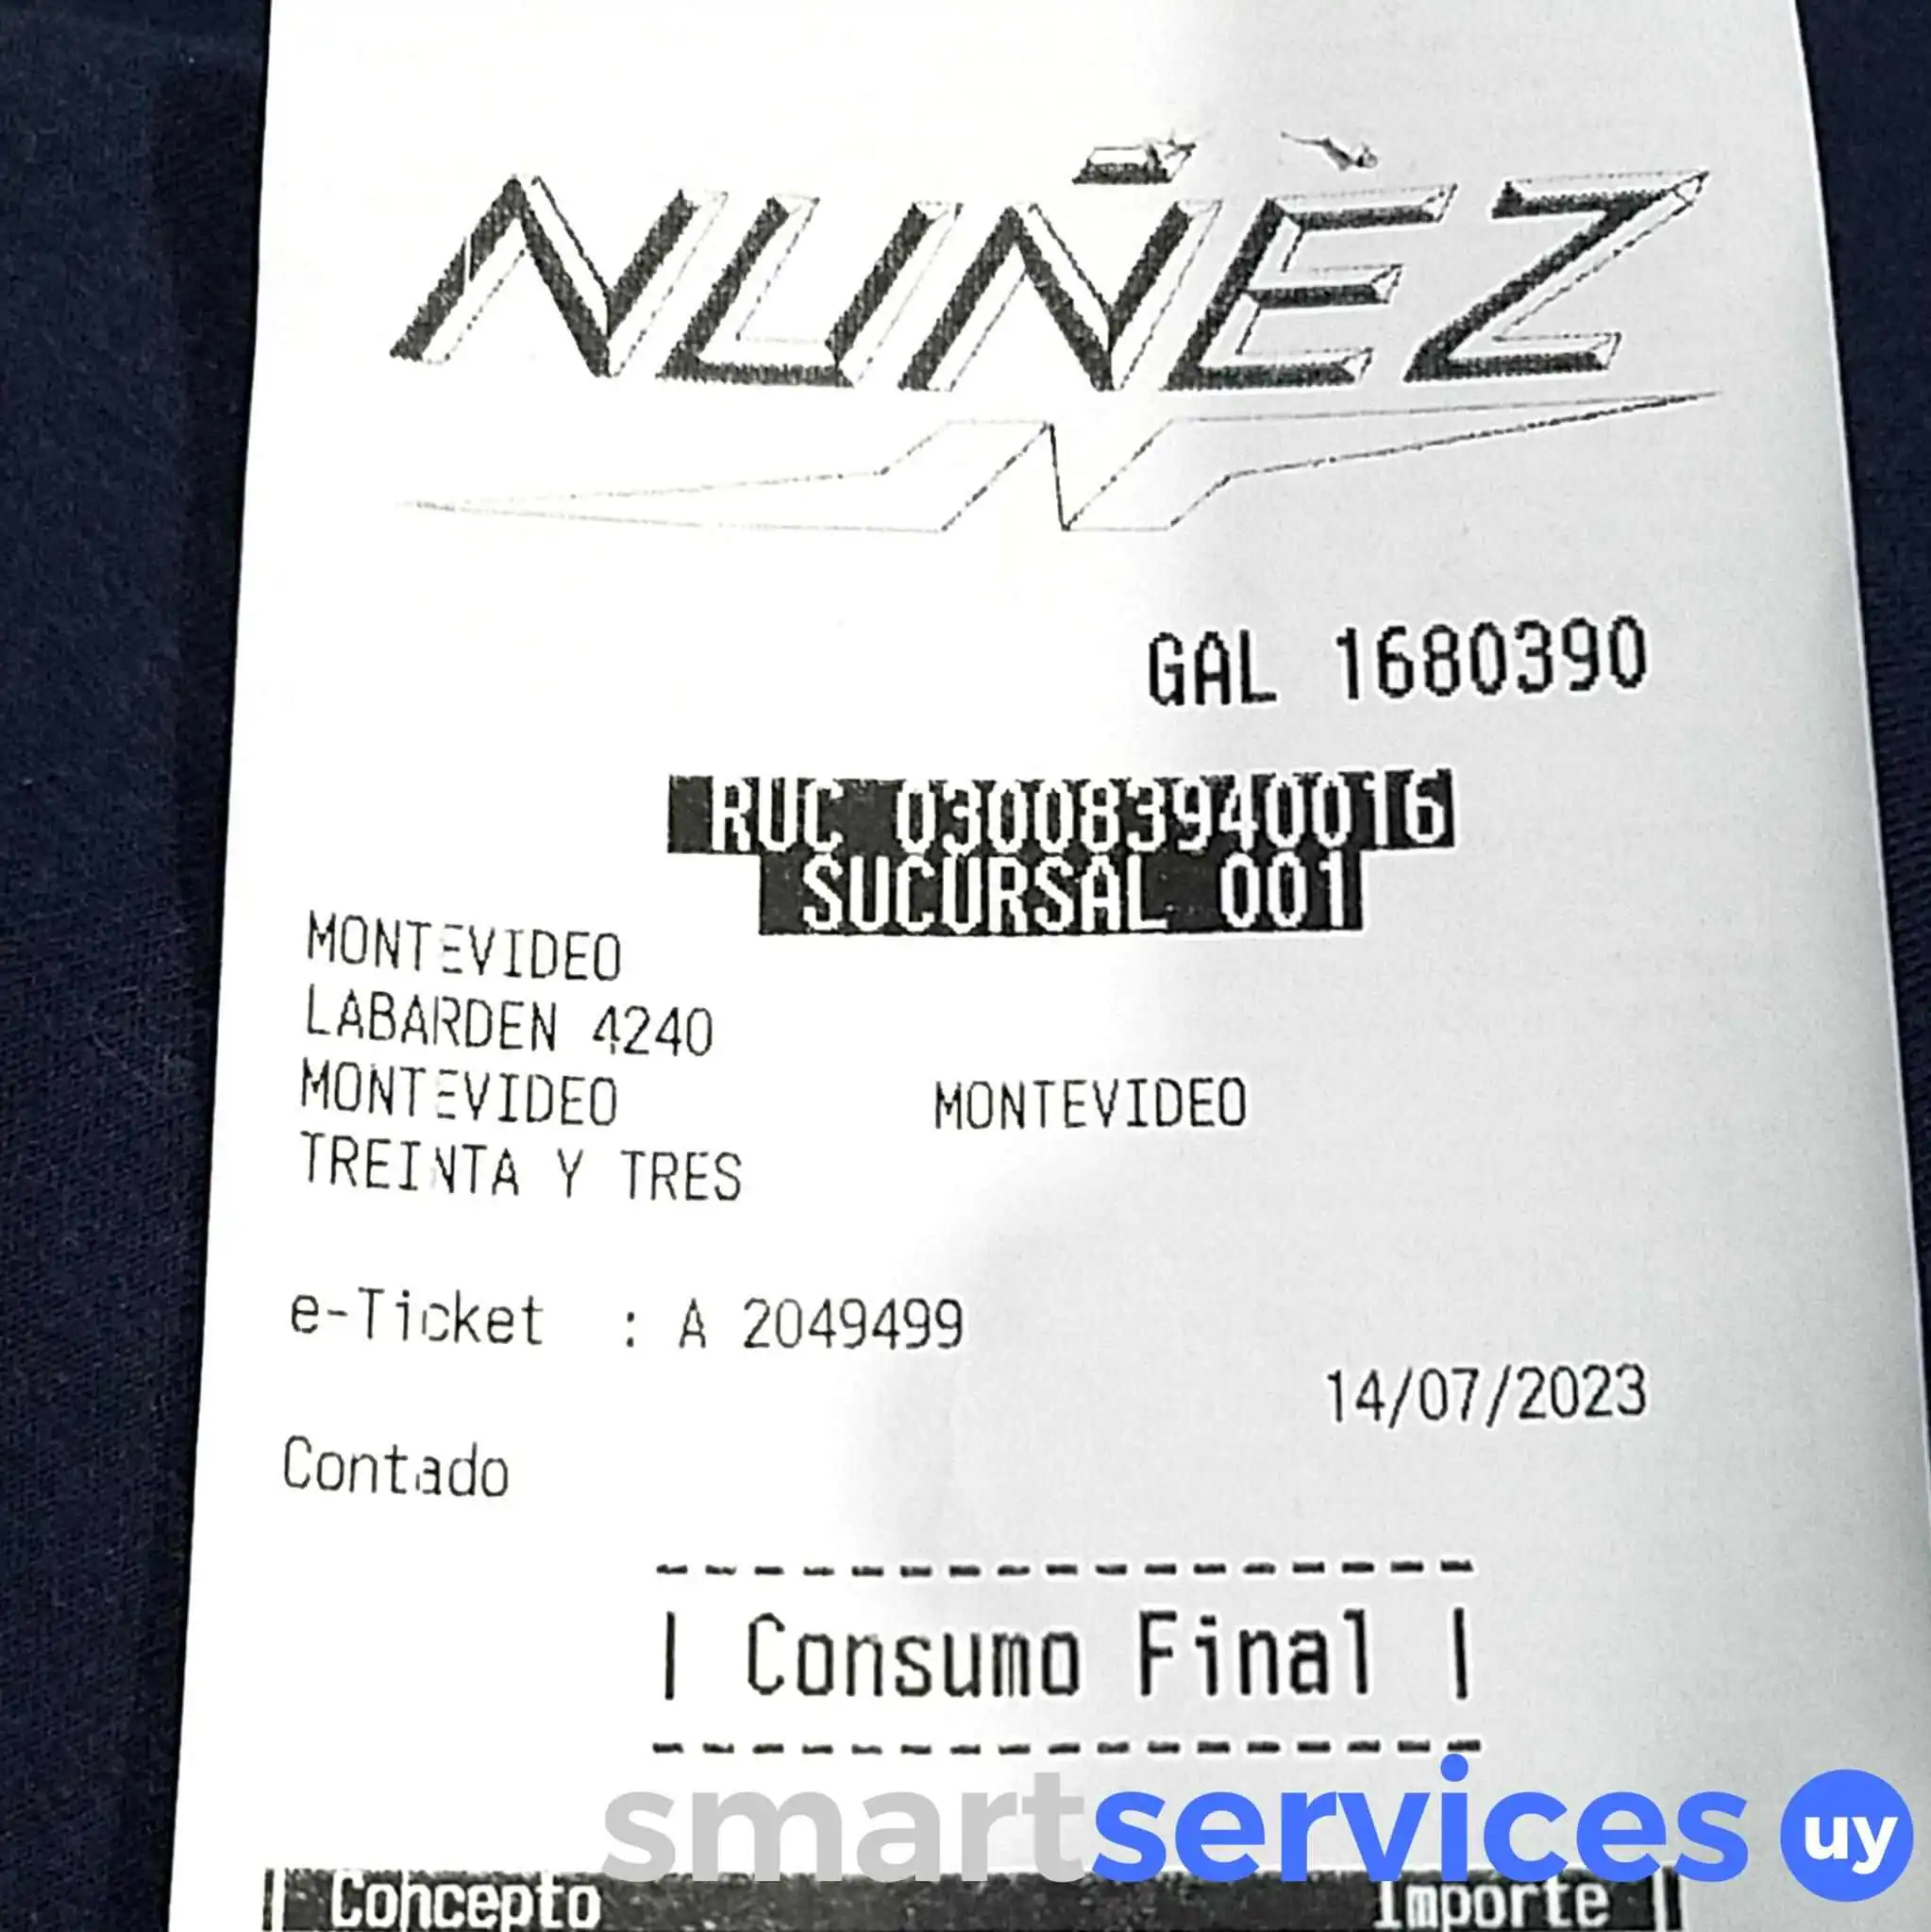 NUÑEZ
GAL 1680390
RUC 030083940016
SUCURSAL 001
MONTEVIDEO
LABARDEN 4240
MONTEVIDEO MONTEVIDEO
TREINTA Y TRES
e-Ticket : A 2049499
14/07/2023
Contado
| Consumo Final |
smartservices uy
| Concepto Importe |